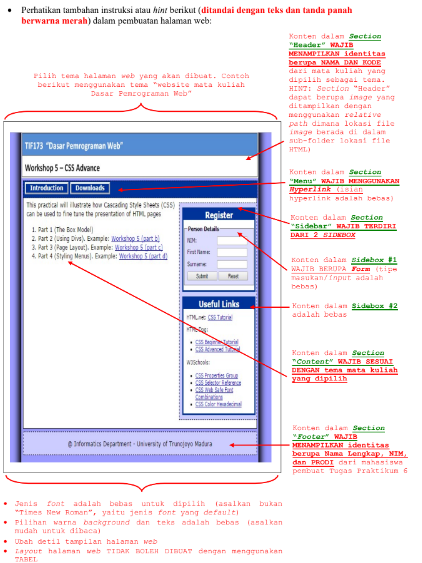 • Perhatikan tambahan instruksi atau hint berikut (ditandai dengan teks dan tanda panah
berwarna merah) dalam pembuatan halaman web:
Pilih tema halaman web yang akan dibuat. Contoh
berikut menggunakan tema "website mata kuliah
Dasar Pemrograman Web"
TIF173 "Dasar Pemrograman Web"
Workshop 5 – CSS Advance
Introduction
Downloads
This practical will illustrate how Cascading Style Sheets (CSS)
can be used to fine tune the presentation of HTML pages
1. Part 1 (The Box Model)
2. Part 2 (Using Divs). Example: Workshop 5 (part b)
3. Part 3 (Page Layout). Example: Workshop 5 (part c)
4. Part 4 (Styling Menus). Example: Workshop 5 (part d)
Register
Person Details
NIM:
First Name:
Surname:
Submit
Reset
Useful Links
HTML.net: CSS Tutorial
HTML Dog:
• CSS Beginner Tutorial
• CSS Advanced Tutorial
W3Schools:
• CSS Properties Group
• CSS Selector Reference
• CSS Web Safe Font
Combinations
• CSS Color Hexadecimal
@ Informatics Department - University of Trunojoyo Madura
Konten dalam Section
"Header" WAJIB
MENAMPILKAN identitas
berupa NAMA DAN KODE
dari mata kuliah yang
dipilih sebagai tema.
HINT: Section "Header"
dapat berupa image yang
ditampilkan dengan
menggunakan relative
path dimana lokasi file
image berada di dalam
sub-folder lokasi file
HTML)
Konten dalam Section
"Menu" WAJIB MENGGUNAKAN
Hyperlink (isian
hyperlink adalah bebas)
Konten dalam Section
"Sidebar" WAJIB TERDIRI
DARI 2 SIDEBOX
Konten dalam Sidebox #1
WAJIB BERUPA Form (tipe
masukan/input adalah
bebas)
Konten dalam Sidebox #2
adalah bebas
Konten dalam Section
"Content" WAJIB SESUAI
DENGAN tema mata kuliah
yang dipilih
Konten dalam Section
"Footer" WAJIB
MENAMPILKAN identitas
berupa Nama Lengkap, NIM,
dan PRODI dari mahasiswa
pembuat Tugas Praktikum 6
• Jenis font adalah bebas untuk dipilih (asalkan bukan
"Times New Roman", yaitu jenis font yang default)
• Pilihan warna background dan teks adalah bebas (asalkan
mudah untuk dibaca)
• Ubah detil tampilan halaman web
• Layout halaman web TIDAK BOLEH DIBUAT dengan menggunakan
TABEL